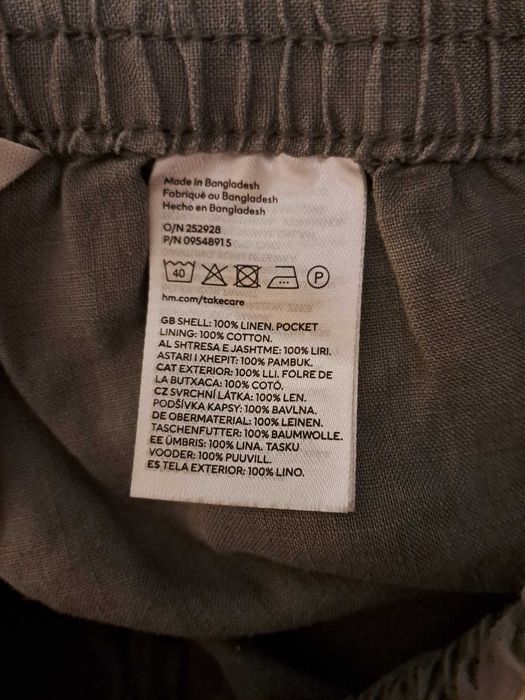 Made in Bangladesh
Fabriqué au Bangladesh
Hecho en Bangladesh
O/N 252928
P/N 09548915
40 P
hm.com/takecare
GB SHELL: 100% LINEN. POCKET
LINING: 100% COTTON.
AL SHTRESA E JASHTME: 100% LIRI.
ASTARI I XHEPIT: 100% PAMBUK.
CAT EXTERIOR: 100% LLI. FOLRE DE
LA BUTXACA: 100% COTÓ.
CZ SVRCHNÍ LÁTKA: 100% LEN.
PODŠÍVKA KAPSY: 100% BAVLNA.
DE OBERMATERIAL: 100% LEINEN.
TASCHENFUTTER: 100% BAUMWOLLE.
EE ÜMBRIS: 100% LINA. TASKU
VOODER: 100% PUUVILL.
ES TELA EXTERIOR: 100% LINO.